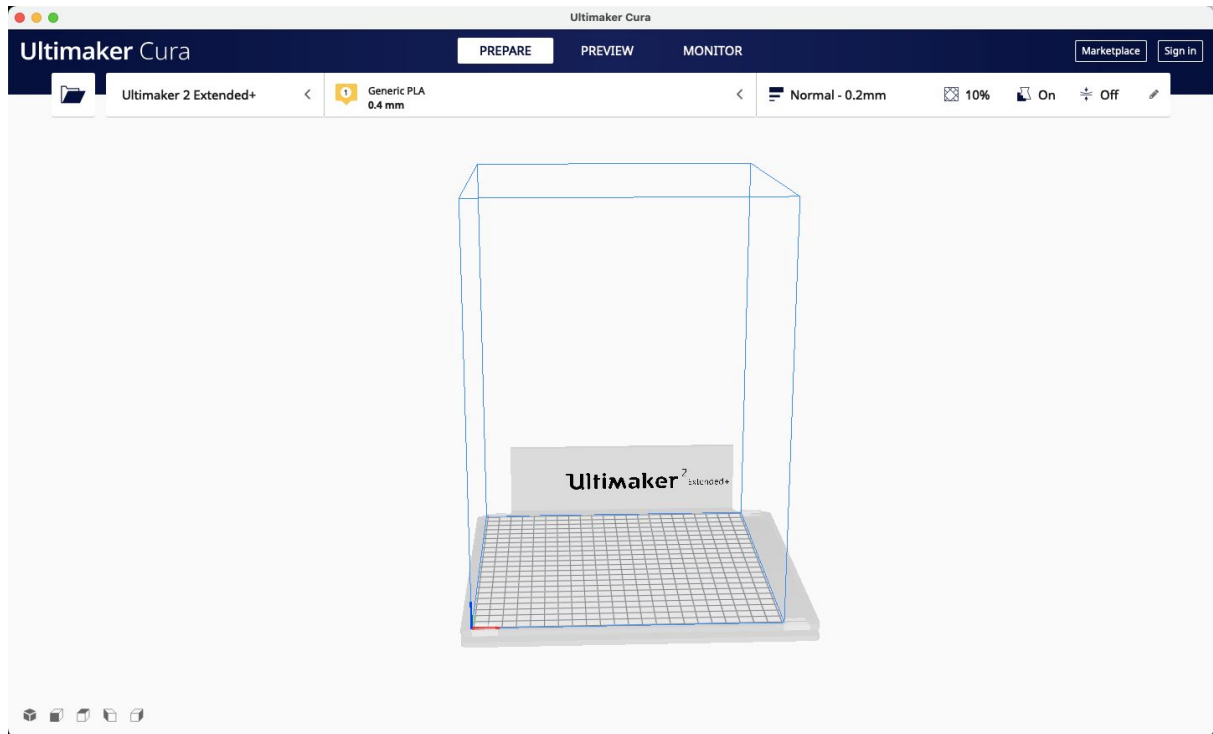 Ultimaker Cura
Ultimaker Cura PREPARE PREVIEW MONITOR Marketplace Sign in
Ultimaker 2 Extended+ 1 Generic PLA 0.4 mm Normal - 0.2mm 10% On Off
Ultimaker 2 Extended+